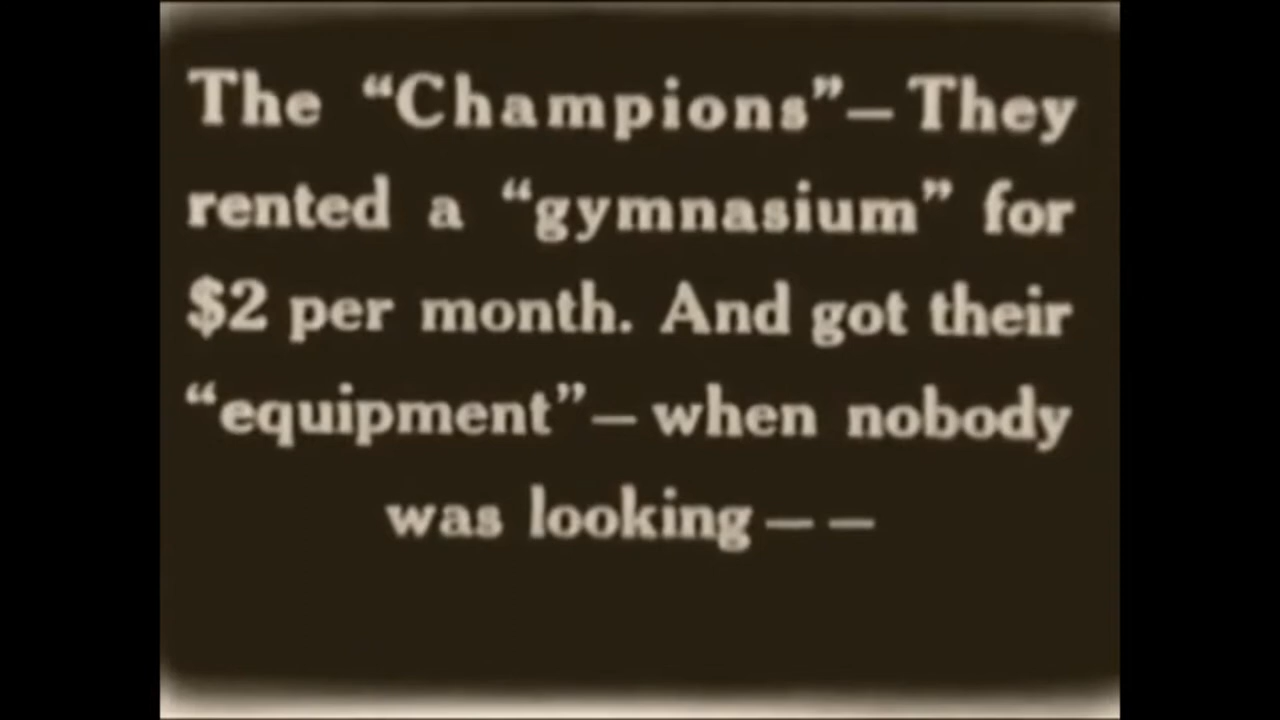 The “Champions”— They
rented a “gymnasium” for
$2 per month. And got their
“equipment”— when nobody
was looking — —